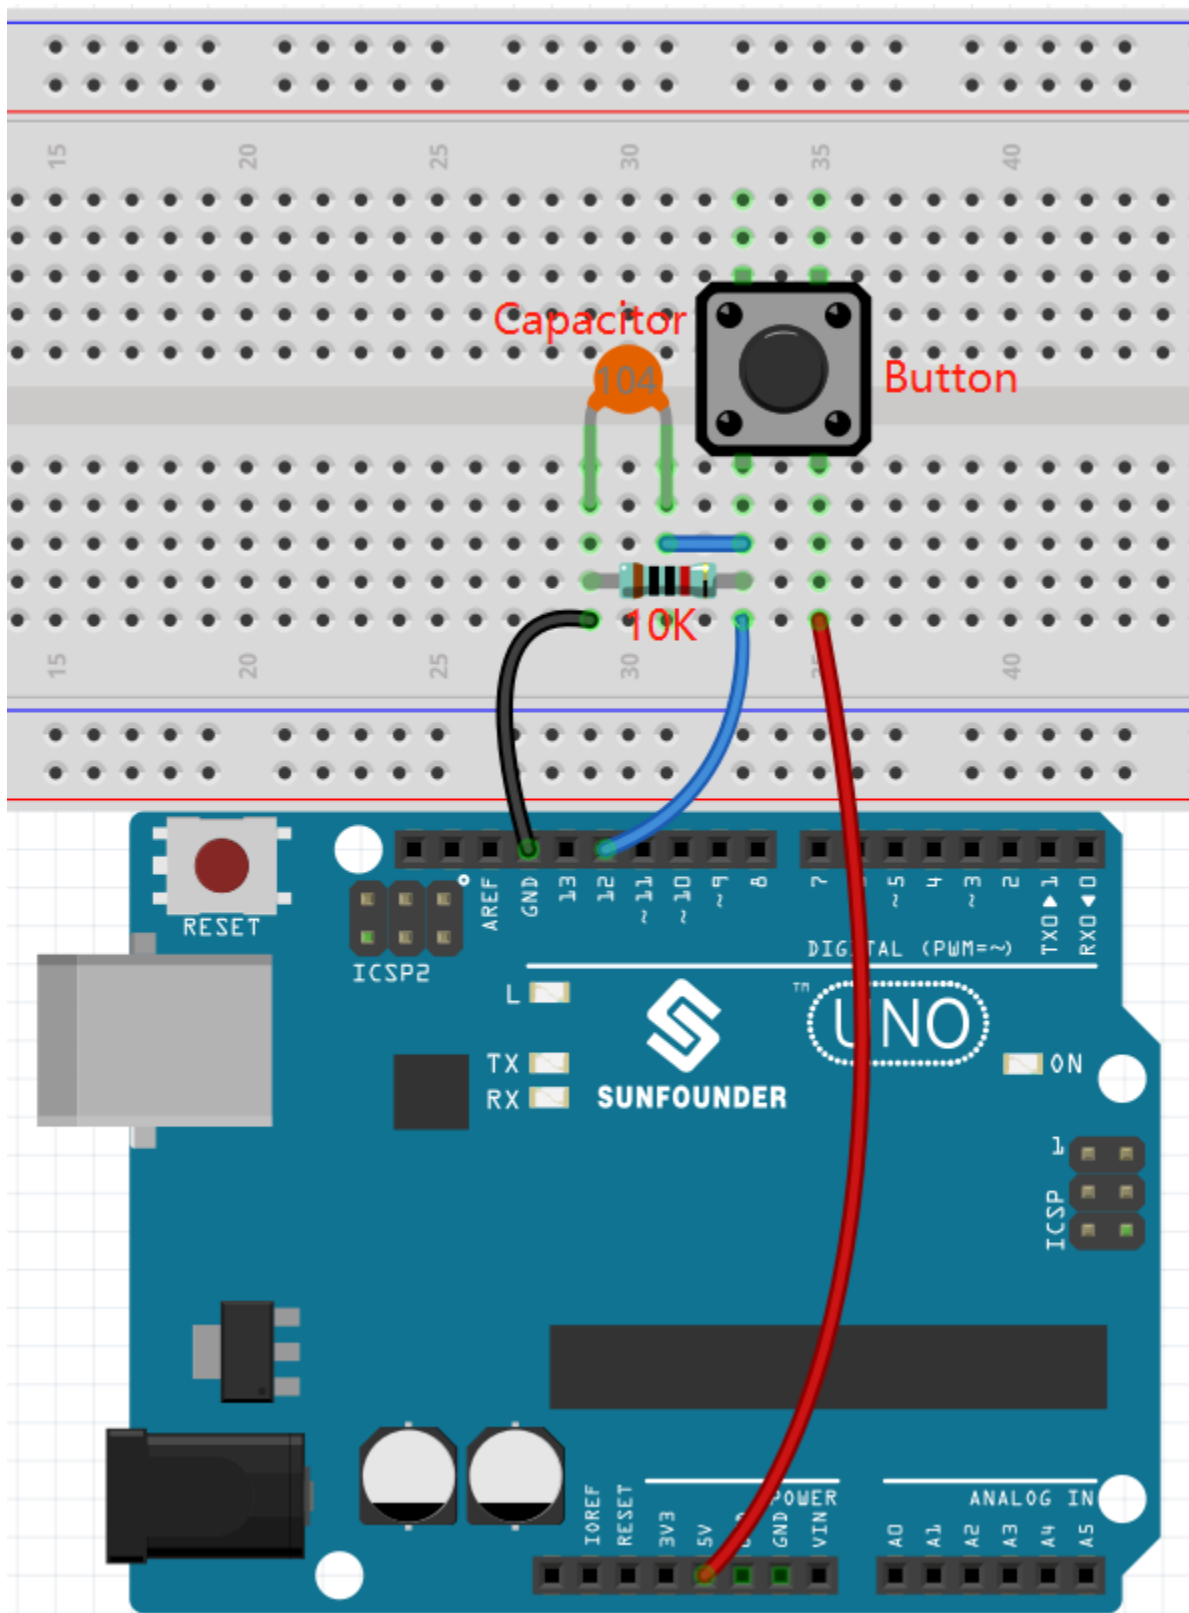 15 20 25 30 35 40
Capacitor
104
Button
10K
15 20 25 30 40
RESET
ICSP2
AREF GND 13 12 ~11 ~10 ~9 8 7 ~5 4 ~3 2 TX0▶1 RX0◀0
DIGITAL (PWM=~)
L
TX
RX
SUNFOUNDER
™
UNO
ON
1
ICSP
POWER
ANALOG IN
IOREF RESET 3V3 5V GND VIN A0 A1 A2 A3 A4 A5